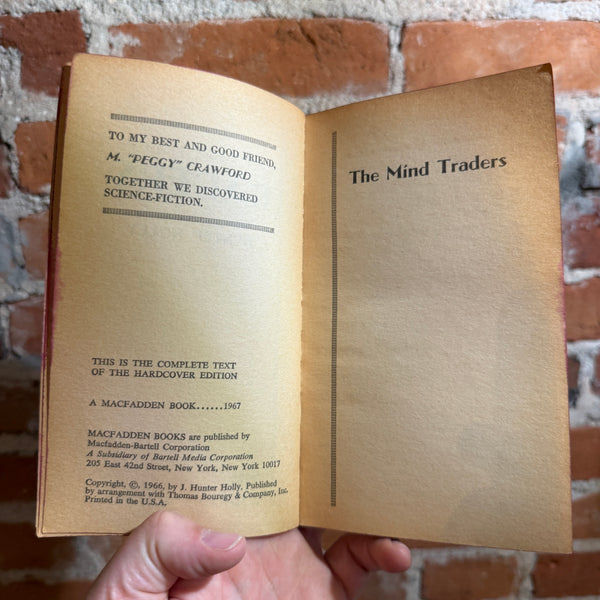 TO MY BEST AND GOOD FRIEND,
M. "PEGGY" CRAWFORD
TOGETHER WE DISCOVERED
SCIENCE-FICTION.
THIS IS THE COMPLETE TEXT
OF THE HARDCOVER EDITION
A MACFADDEN BOOK......1967
MACFADDEN BOOKS are published by
Macfadden-Bartell Corporation
A Subsidiary of Bartell Media Corporation
205 East 42nd Street, New York, New York 10017
Copyright, ©, 1966, by J. Hunter Holly, Published
by arrangement with Thomas Bouregy & Company, Inc.
Printed in the U.S.A.
The Mind Traders